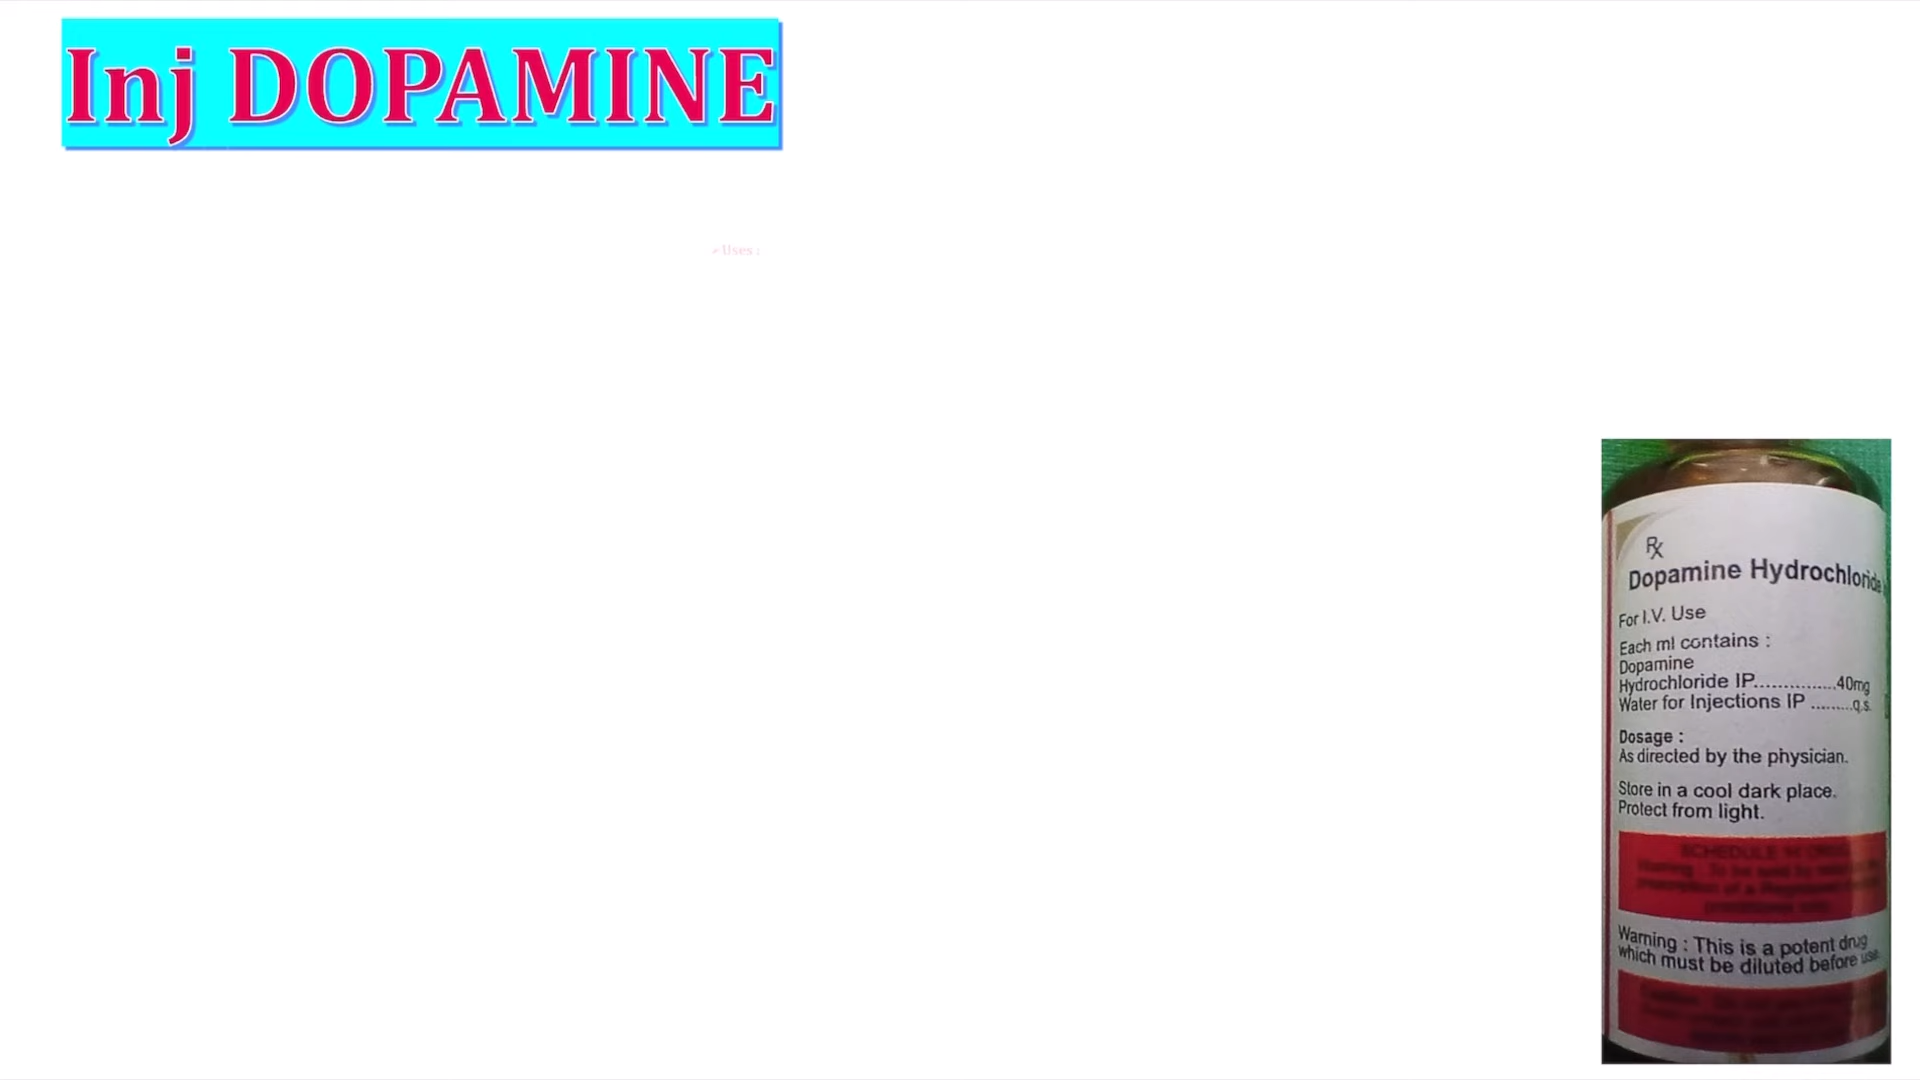 Inj DOPAMINE
✓Uses :
Rx
Dopamine Hydrochloride
For I.V. Use
Each ml contains :
Dopamine
Hydrochloride IP...............40mg
Water for Injections IP .........q.s.
Dosage :
As directed by the physician.
Store in a cool dark place.
Protect from light.
Warning : This is a potent drug
which must be diluted before use.